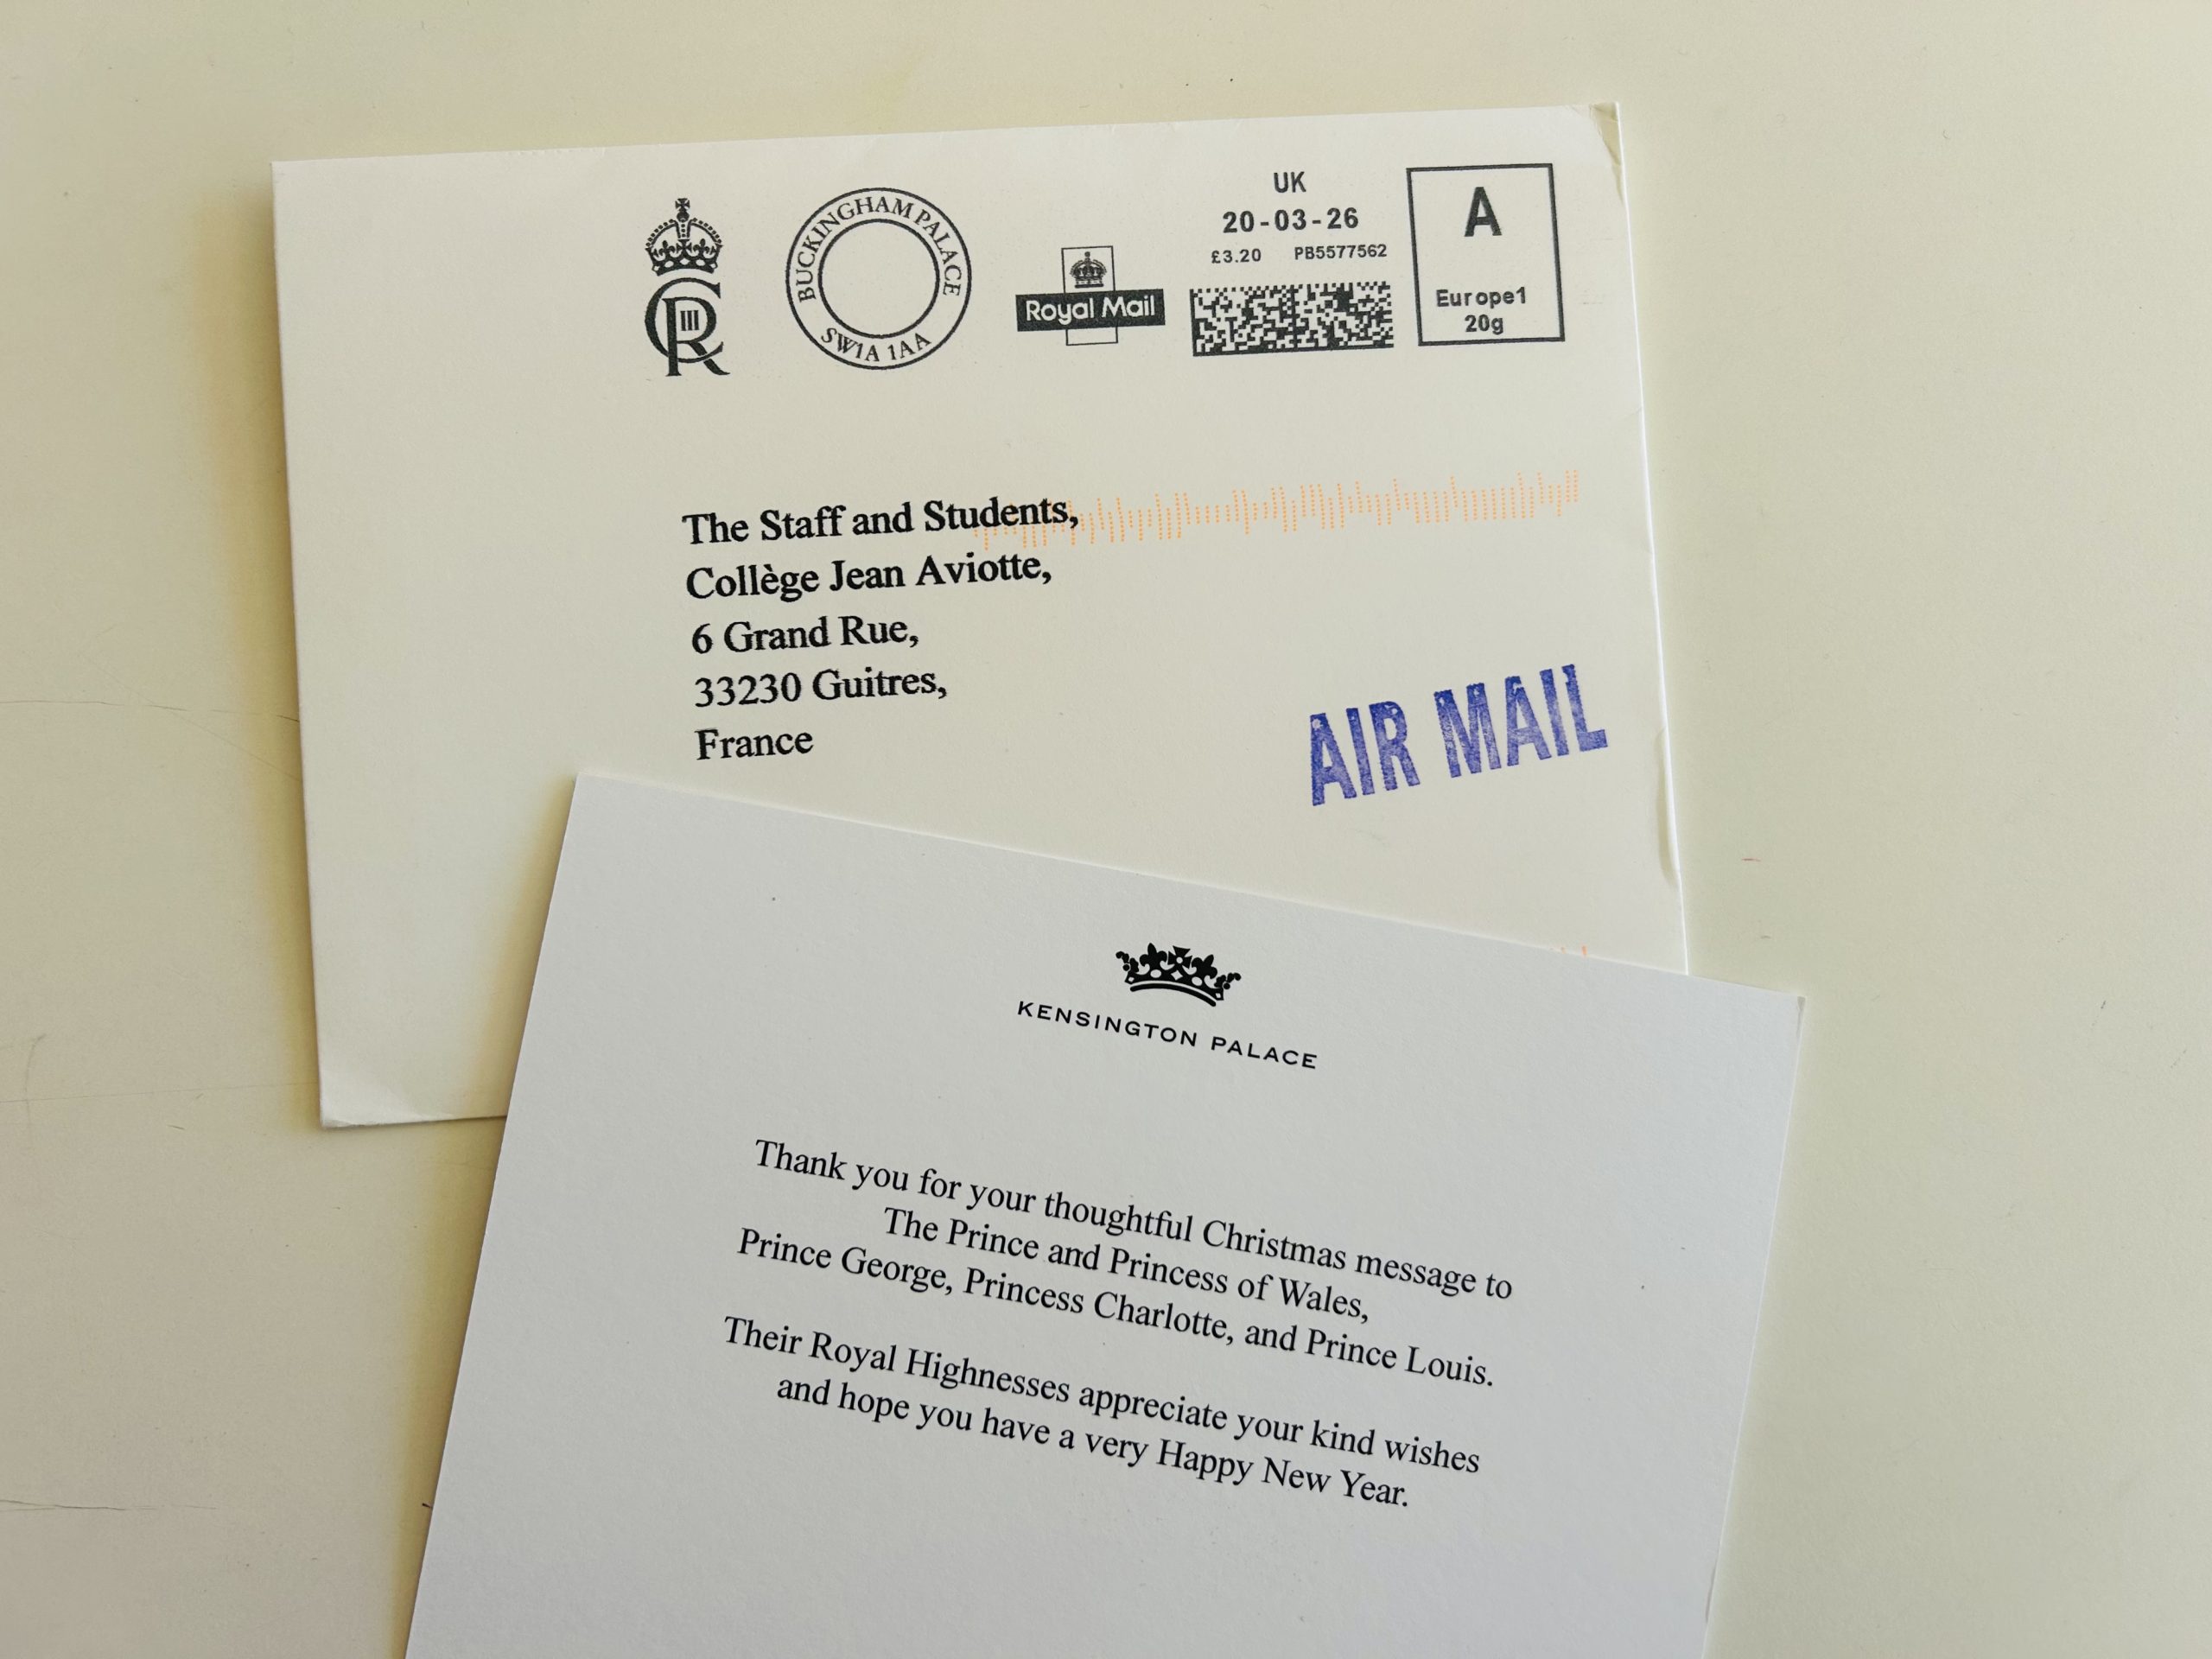 CR III
BUCKINGHAM PALACE
SW1A 1AA
Royal Mail
UK
20-03-26
£3.20 PB5577562
A
Europe1
20g
The Staff and Students,
Collège Jean Aviotte,
6 Grand Rue,
33230 Guitres,
France
AIR MAIL
KENSINGTON PALACE
Thank you for your thoughtful Christmas message to
The Prince and Princess of Wales,
Prince George, Princess Charlotte, and Prince Louis.
Their Royal Highnesses appreciate your kind wishes
and hope you have a very Happy New Year.